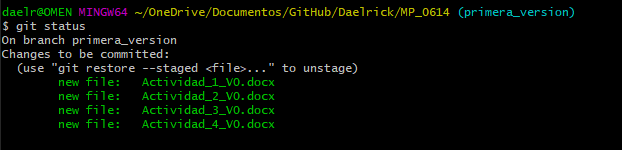 daelr@OMEN MINGW64 ~/OneDrive/Documentos/GitHub/Daelrick/MP_0614 (primera_version)
$ git status
On branch primera_version
Changes to be committed:
  (use "git restore --staged <file>..." to unstage)
        new file:   Actividad_1_V0.docx
        new file:   Actividad_2_V0.docx
        new file:   Actividad_3_V0.docx
        new file:   Actividad_4_V0.docx